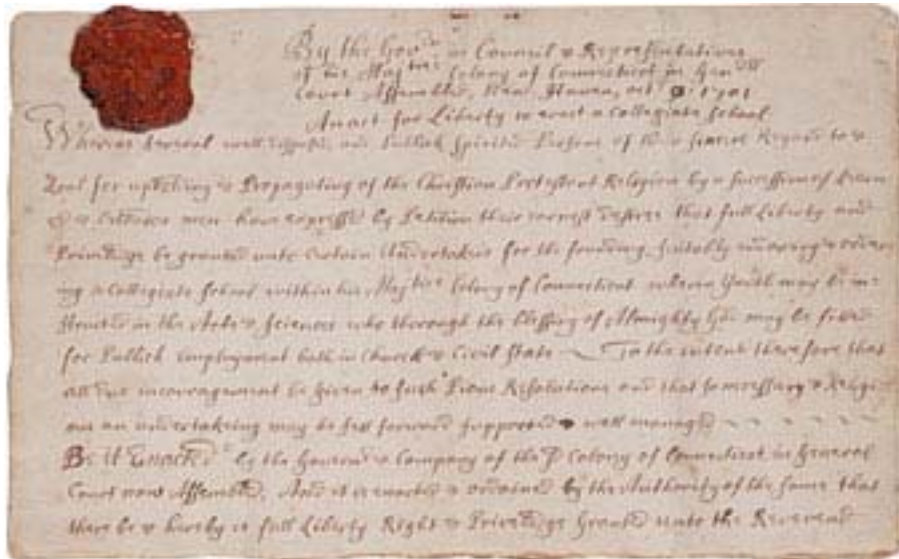 By the Govr in Council & Representatives
of his Majties Colony of Connecticut in Genll
Court Assembled, New Haven, Oct 9. 1701
An act for Liberty to erect a Collegiate School
Whereas Several well disposed and Publick Spirited Persons of their Sincere Regard to &
Zeal for upholding & Propagating of the Christian Protestant Religion by a Succession of Learn
ed & Orthodox men have expressed by Petition their earnest desires that full Liberty and
Priviledge be granted unto Certain Undertakers for the founding, Suitably endowing & order
ing a Collegiate School within his Majties Colony of Connecticut wherein Youth may be in
structed in the Arts & Sciences who thorough the blessing of Almighty God may be fitted
for Publick employment both in Church & Civil State To the intent therefore that
all due incouragement be given to Such Pious Resolutions and that So necessary & Religi
ous an undertaking may be Set forward Supported & well managed
Be it Enacted by the Governr & Company of the Sd Colony of Connecticut in General
Court now Assembled, And it is enacted & ordained by the Authority of the Same that
there be & hereby is full Liberty Right & Priviledge Granted unto the Reverend